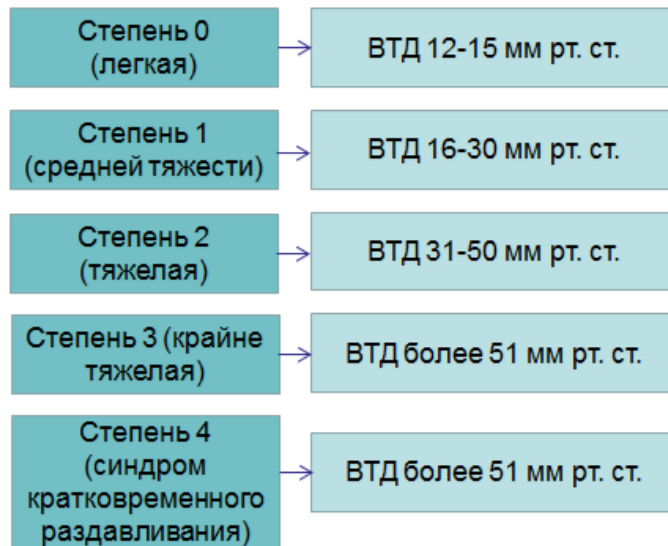 Степень 0
(легкая)
ВТД 12-15 мм рт. ст.
Степень 1
(средней тяжести)
ВТД 16-30 мм рт. ст.
Степень 2
(тяжелая)
ВТД 31-50 мм рт. ст.
Степень 3 (крайне
тяжелая)
ВТД более 51 мм рт. ст.
Степень 4
(синдром
кратковременного
раздавливания)
ВТД более 51 мм рт. ст.